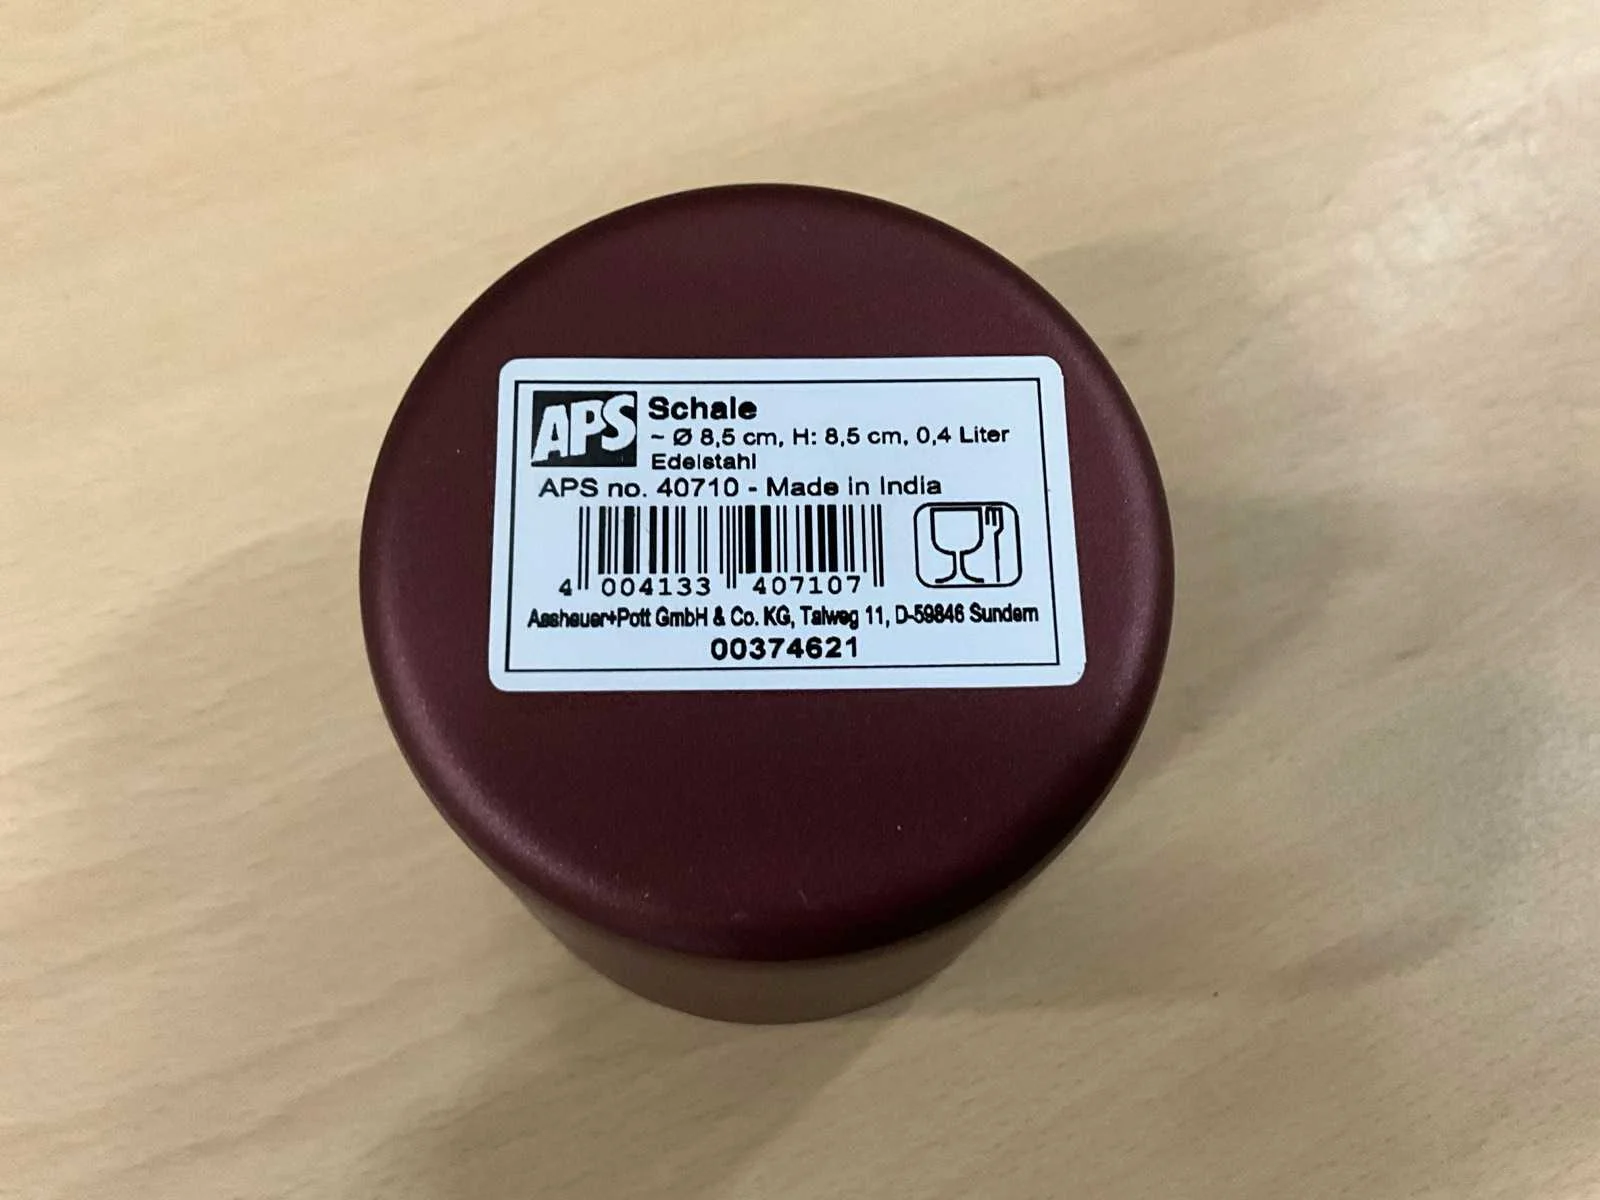 APS
Schale
~ Ø 8,5 cm, H: 8,5 cm, 0,4 Liter
Edelstahl
APS no. 40710 - Made in India
4 004133 407107
Assheuer+Pott GmbH & Co. KG, Talweg 11, D-59846 Sundern
00374621